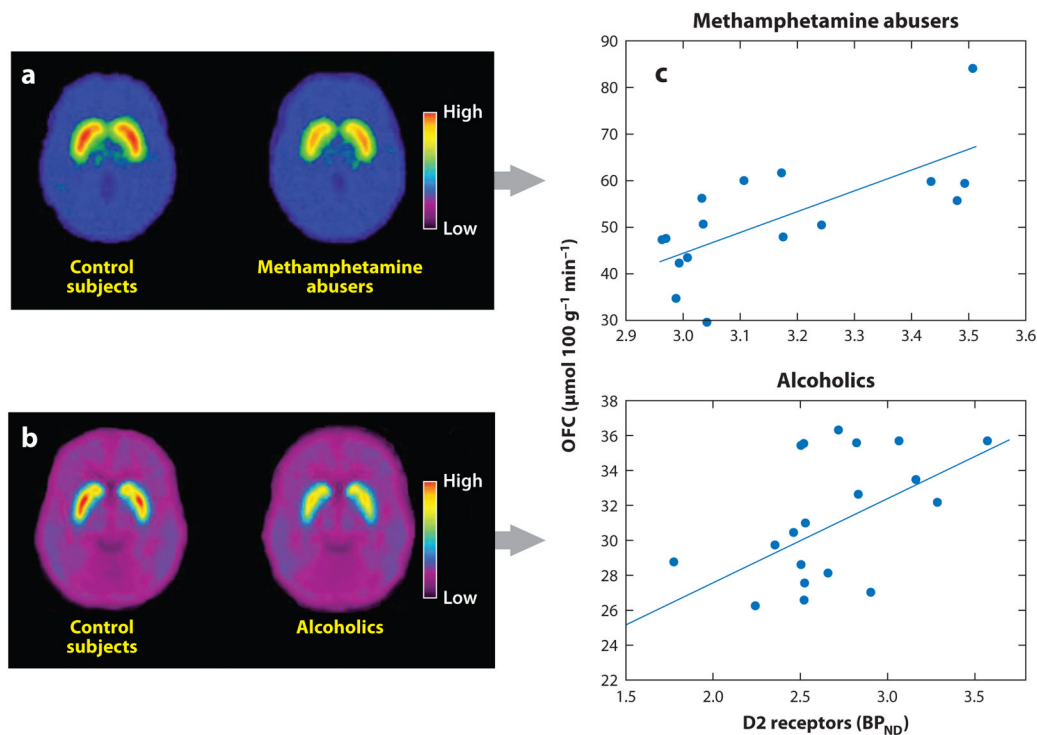 a
High
Low
Control
subjects
Methamphetamine
abusers
b
High
Low
Control
subjects
Alcoholics
OFC (μmol 100 g⁻¹ min⁻¹)
Methamphetamine abusers
c
90
80
70
60
50
40
30
2.9 3.0 3.1 3.2 3.3 3.4 3.5 3.6
Alcoholics
38
36
34
32
30
28
26
24
22
1.5 2.0 2.5 3.0 3.5
D2 receptors (BP_ND)